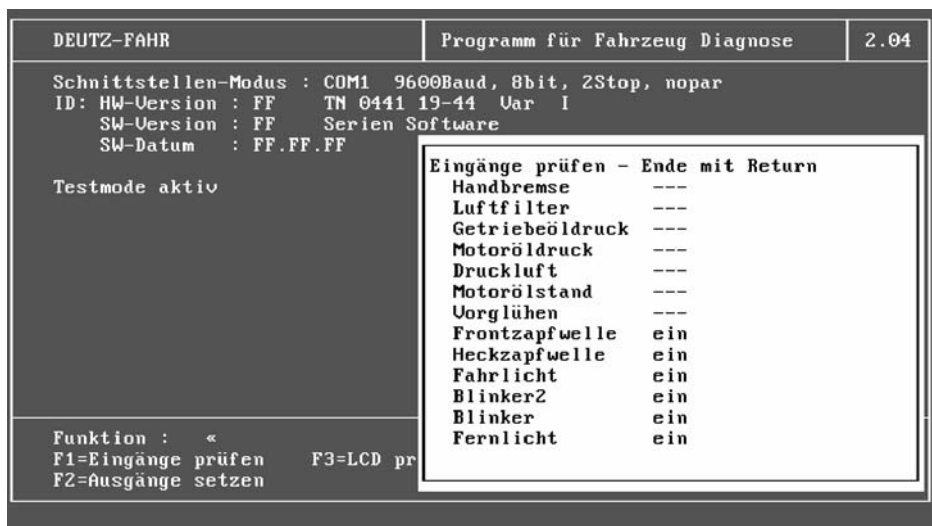 DEUTZ-FAHR Programm für Fahrzeug Diagnose 2.04
Schnittstellen-Modus : COM1 9600Baud, 8bit, 2Stop, nopar
ID: HW-Version : FF TN 0441 19-44 Var I
SW-Version : FF Serien Software
SW-Datum : FF.FF.FF
Testmode aktiv
Eingänge prüfen - Ende mit Return
Handbremse ---
Luftfilter ---
Getriebeöldruck ---
Motoröldruck ---
Druckluft ---
Motorölstand ---
Vorglühen ---
Frontzapfwelle ein
Heckzapfwelle ein
Fahrlicht ein
Blinker2 ein
Blinker ein
Fernlicht ein
Funktion : «
F1=Eingänge prüfen F3=LCD pr
F2=Ausgänge setzen